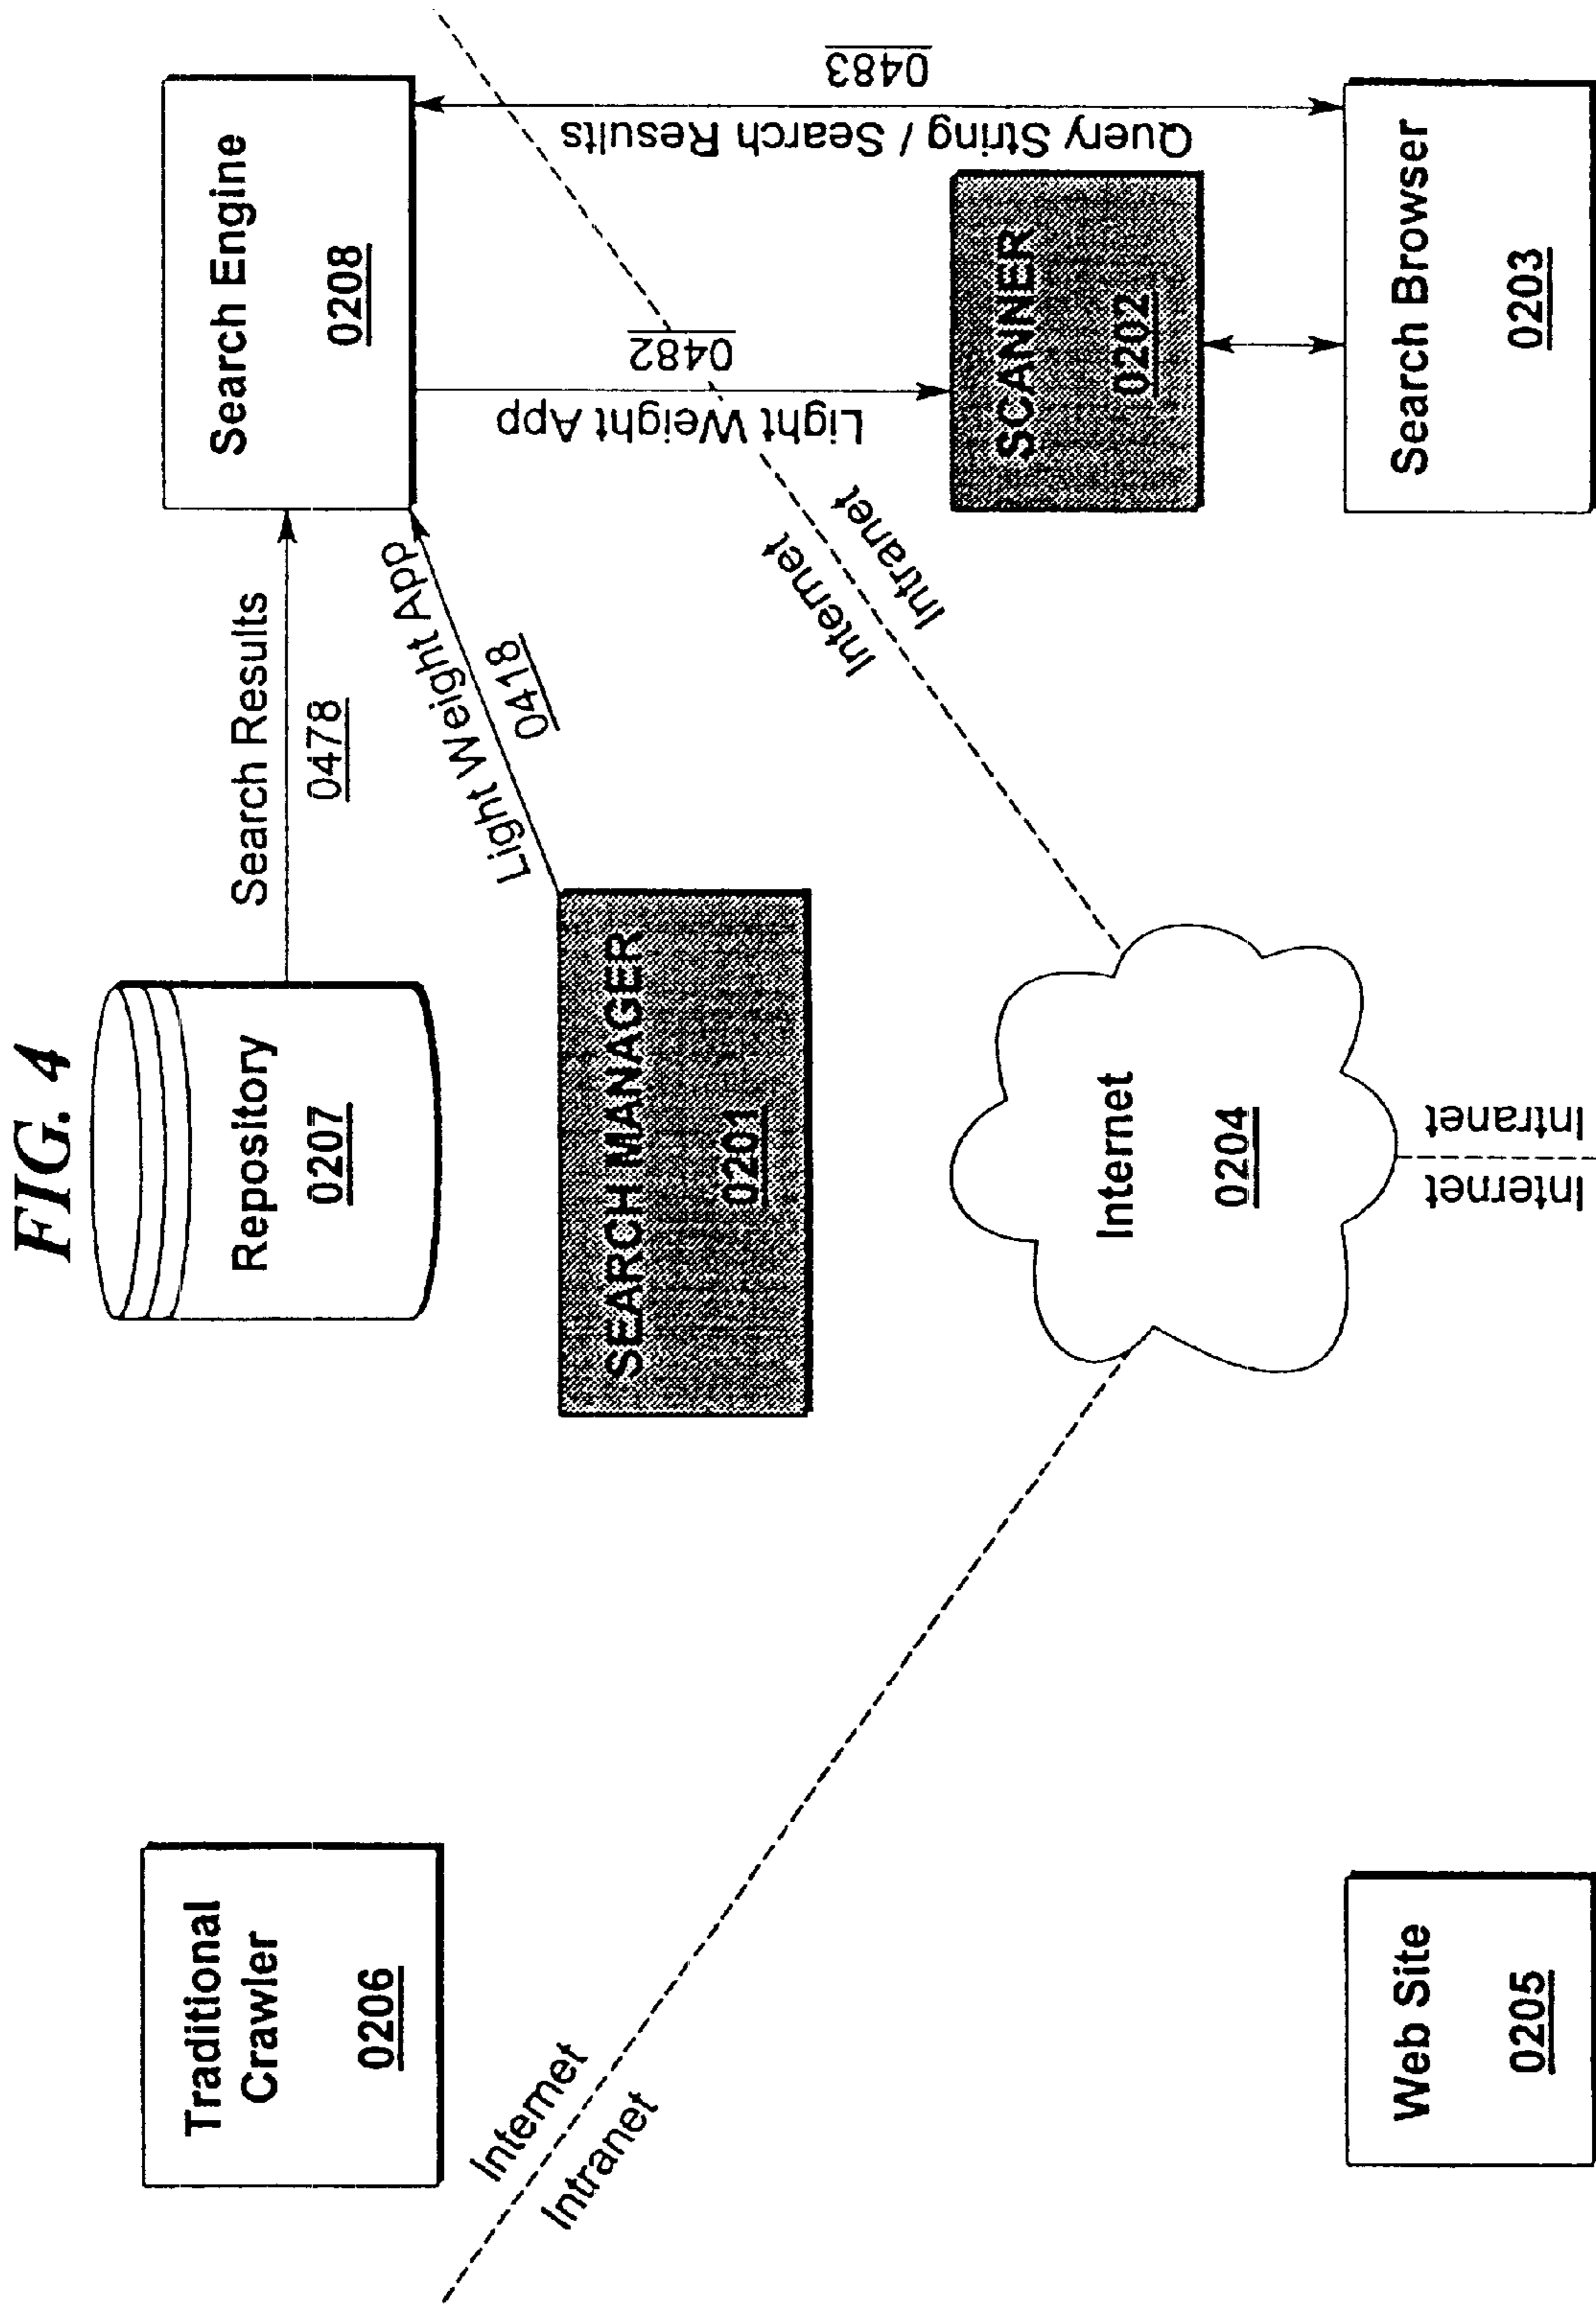 FIG. 4
Traditional
Crawler
0206
Repository
0207
Search Results
0478
Search Engine
0208
SEARCH MANAGER
0201
Light Weight App
0418
Light Weight App
0482
Query String / Search Results
0483
Internet
Intranet
Internet
Intranet
Internet
0204
SCANNER
0202
Web Site
0205
Internet
Intranet
Search Browser
0203